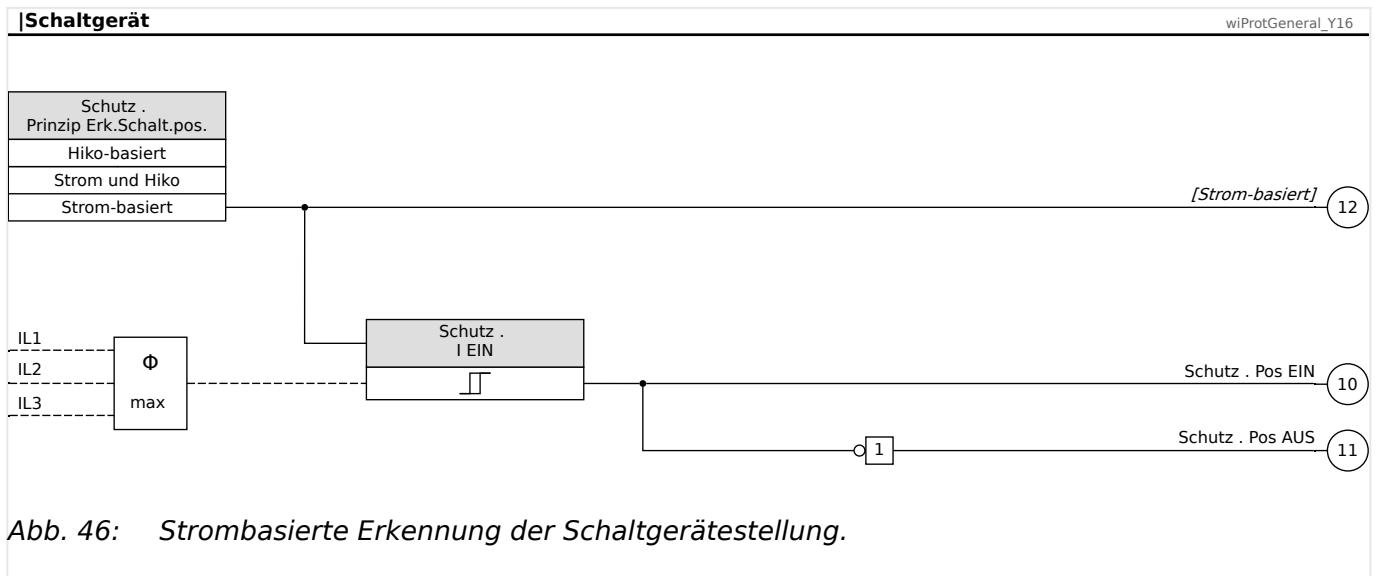 |Schaltgerät
wiProtGeneral_Y16
Schutz .
Prinzip Erk.Schalt.pos.
Hiko-basiert
Strom und Hiko
Strom-basiert
[Strom-basiert]
12
IL1
IL2
IL3
Φ
max
Schutz .
I EIN
Schutz . Pos EIN
10
1
Schutz . Pos AUS
11
Abb. 46: Strombasierte Erkennung der Schaltgerätestellung.